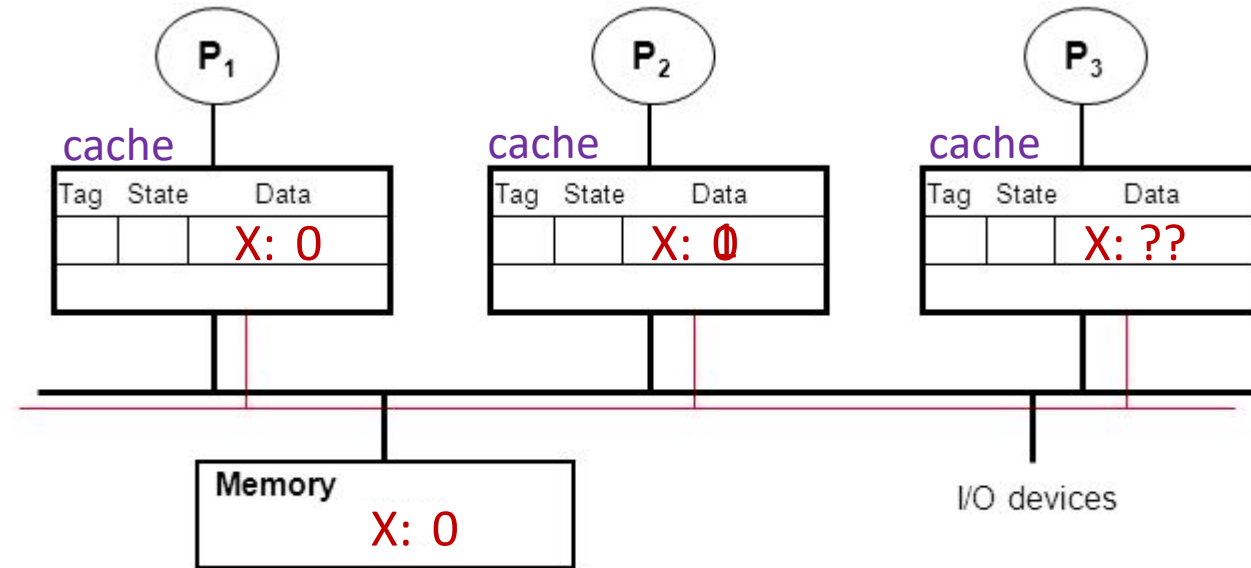 P1 P2 P3
cache cache cache
Tag State Data Tag State Data Tag State Data
X: 0 X: X: ??
Memory
I/O devices
X: 0